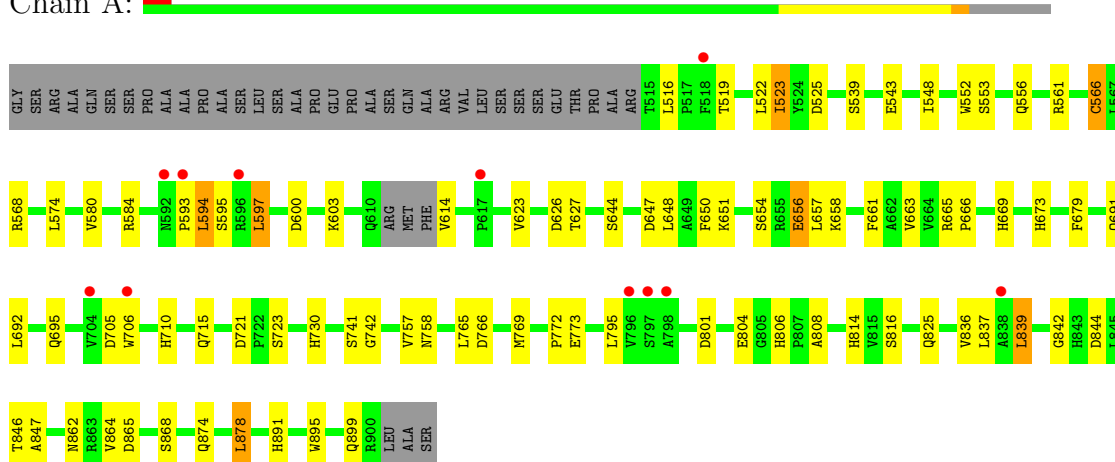 Chain A:
GLY SER ARG ALA GLN SER SER PRO ALA ALA PRO ALA SER LEU SER ALA PRO GLU PRO ALA SER GLN ALA ARG VAL LEU SER SER SER GLU THR PRO ALA ARG T515 L516 P517 F518 T519 L522 I523 Y524 D525 S539 E543 I548 W552 S553 Q556 R561 C566 L567
R568 L574 V580 R584 N592 P593 L594 S595 R596 L597 D600 K603 Q610 ARG MET PHE V614 P617 V623 D626 T627 S644 D647 L648 A649 F650 K651 S654 R655 E656 L657 K658 F661 A662 V663 V664 R665 P666 H669 H673 F679
L692 Q695 V704 D705 W706 H710 Q715 D721 P722 S723 H730 S741 G742 V757 N758 L765 D766 M769 P772 E773 L795 V796 S797 A798 D801 E804 G805 H806 P807 A808 H814 V815 S816 Q825 V836 L837 A838 L839 G842 H843 D844 L845
T846 A847 N862 R863 V864 D865 S868 Q874 L878 H891 W895 Q899 R900 LEU ALA SER